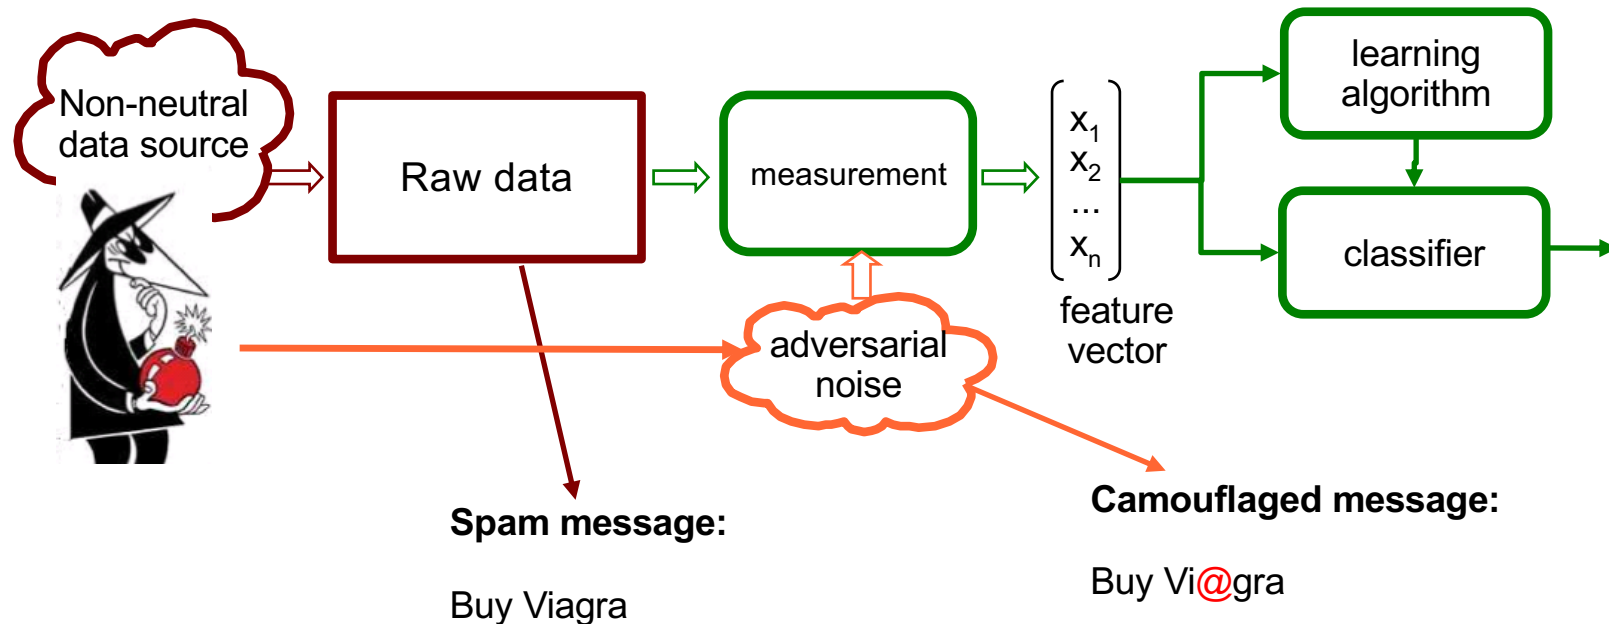 Non-neutral
data source
Raw data
measurement
x1
x2
...
xn
feature
vector
learning
algorithm
classifier
adversarial
noise
Spam message:
Buy Viagra
Camouflaged message:
Buy Vi@gra